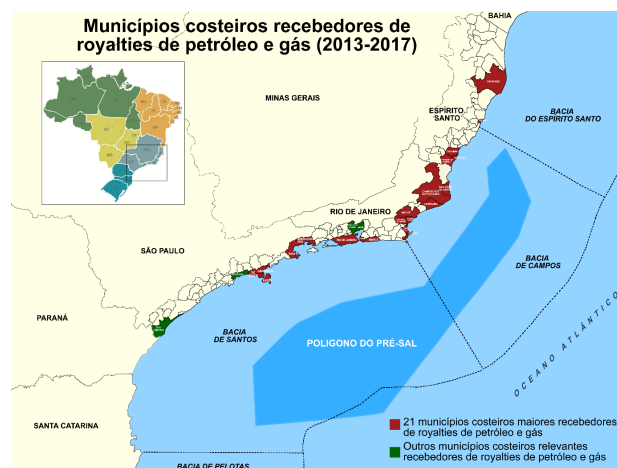 Municípios costeiros recebedores de
royalties de petróleo e gás (2013-2017)
BAHIA
MINAS GERAIS
ESPÍRITO
SANTO
BACIA
DO ESPÍRITO SANTO
RIO DE JANEIRO
SÃO PAULO
BACIA
DE CAMPOS
PARANÁ
BACIA
DE SANTOS
POLIGONO DO PRÉ-SAL
OCEANO ATLÂNTICO
SANTA CATARINA
21 municípios costeiros maiores recebedores
de royalties de petróleo e gás
Outros municípios costeiros relevantes
recebedores de royalties de petróleo e gás
BACIA DE PELOTAS